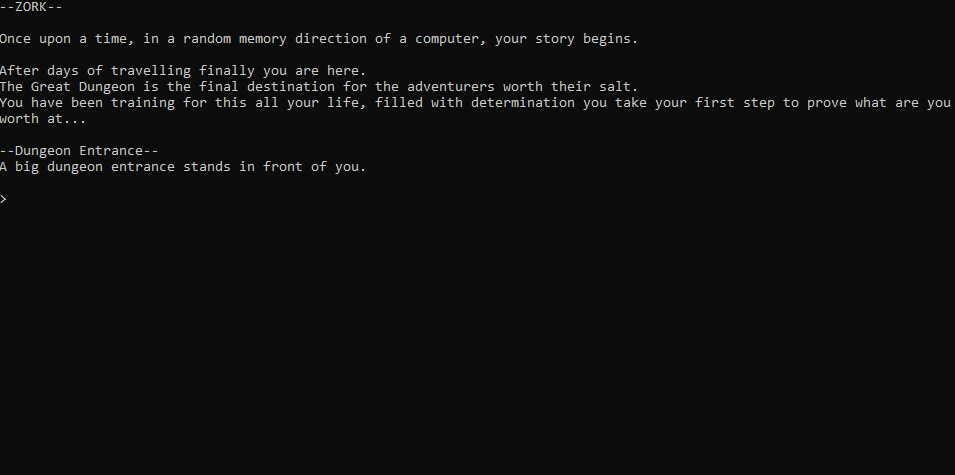 --ZORK--
Once upon a time, in a random memory direction of a computer, your story begins.
After days of travelling finally you are here.
The Great Dungeon is the final destination for the adventurers worth their salt.
You have been training for this all your life, filled with determination you take your first step to prove what are you
worth at...
--Dungeon Entrance--
A big dungeon entrance stands in front of you.
>